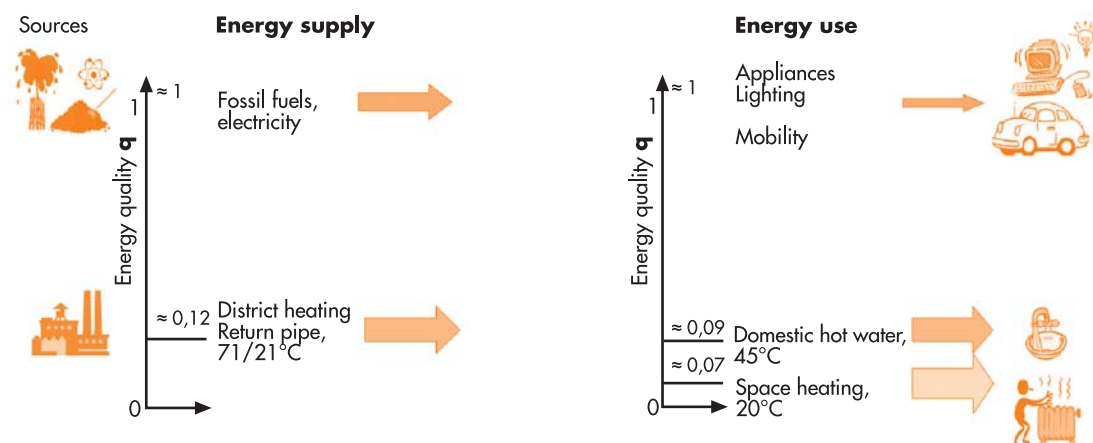 Sources
Energy supply
≈ 1
1
Fossil fuels,
electricity
Energy quality q
≈ 0,12
District heating
Return pipe,
71/21°C
0
Energy use
≈ 1
1
Appliances
Lighting
Mobility
Energy quality q
≈ 0,09
Domestic hot water,
45°C
≈ 0,07
Space heating,
20°C
0